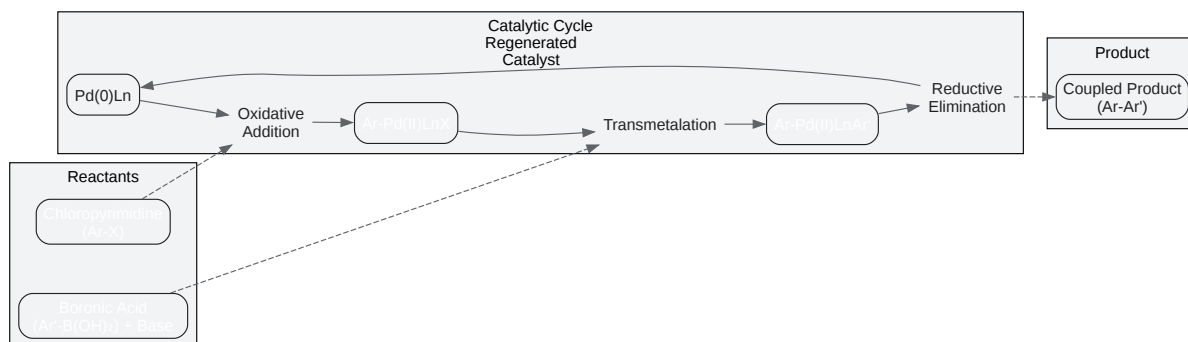 Catalytic Cycle
Regenerated
Catalyst
Pd(0)Ln
Oxidative
Addition
Ar-Pd(II)LnX
Transmetalation
Ar-Pd(II)LnAr'
Reductive
Elimination
Product
Coupled Product
(Ar-Ar')
Reactants
Chloropyrimidine
(Ar-X)
Boronic Acid
(Ar'-B(OH)₂) + Base